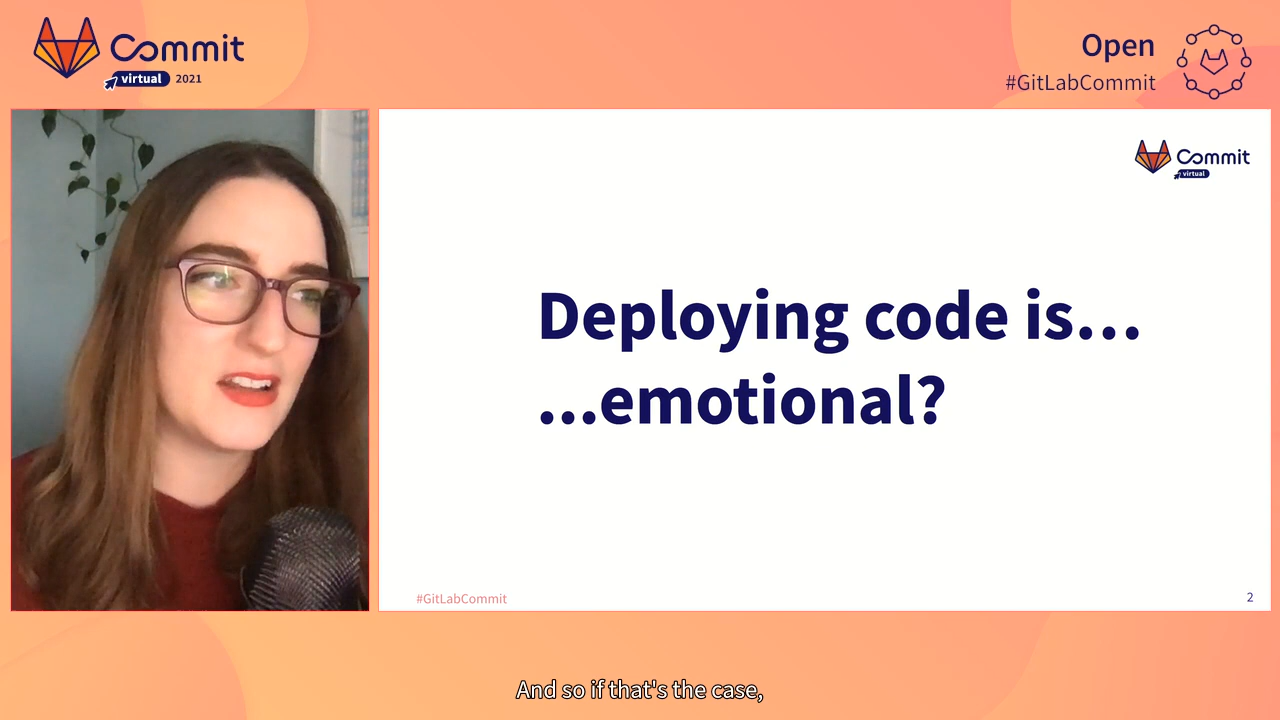 Commit
virtual 2021
Open
#GitLabCommit
Commit
virtual
Deploying code is...
...emotional?
#GitLabCommit
2
And so if that's the case,